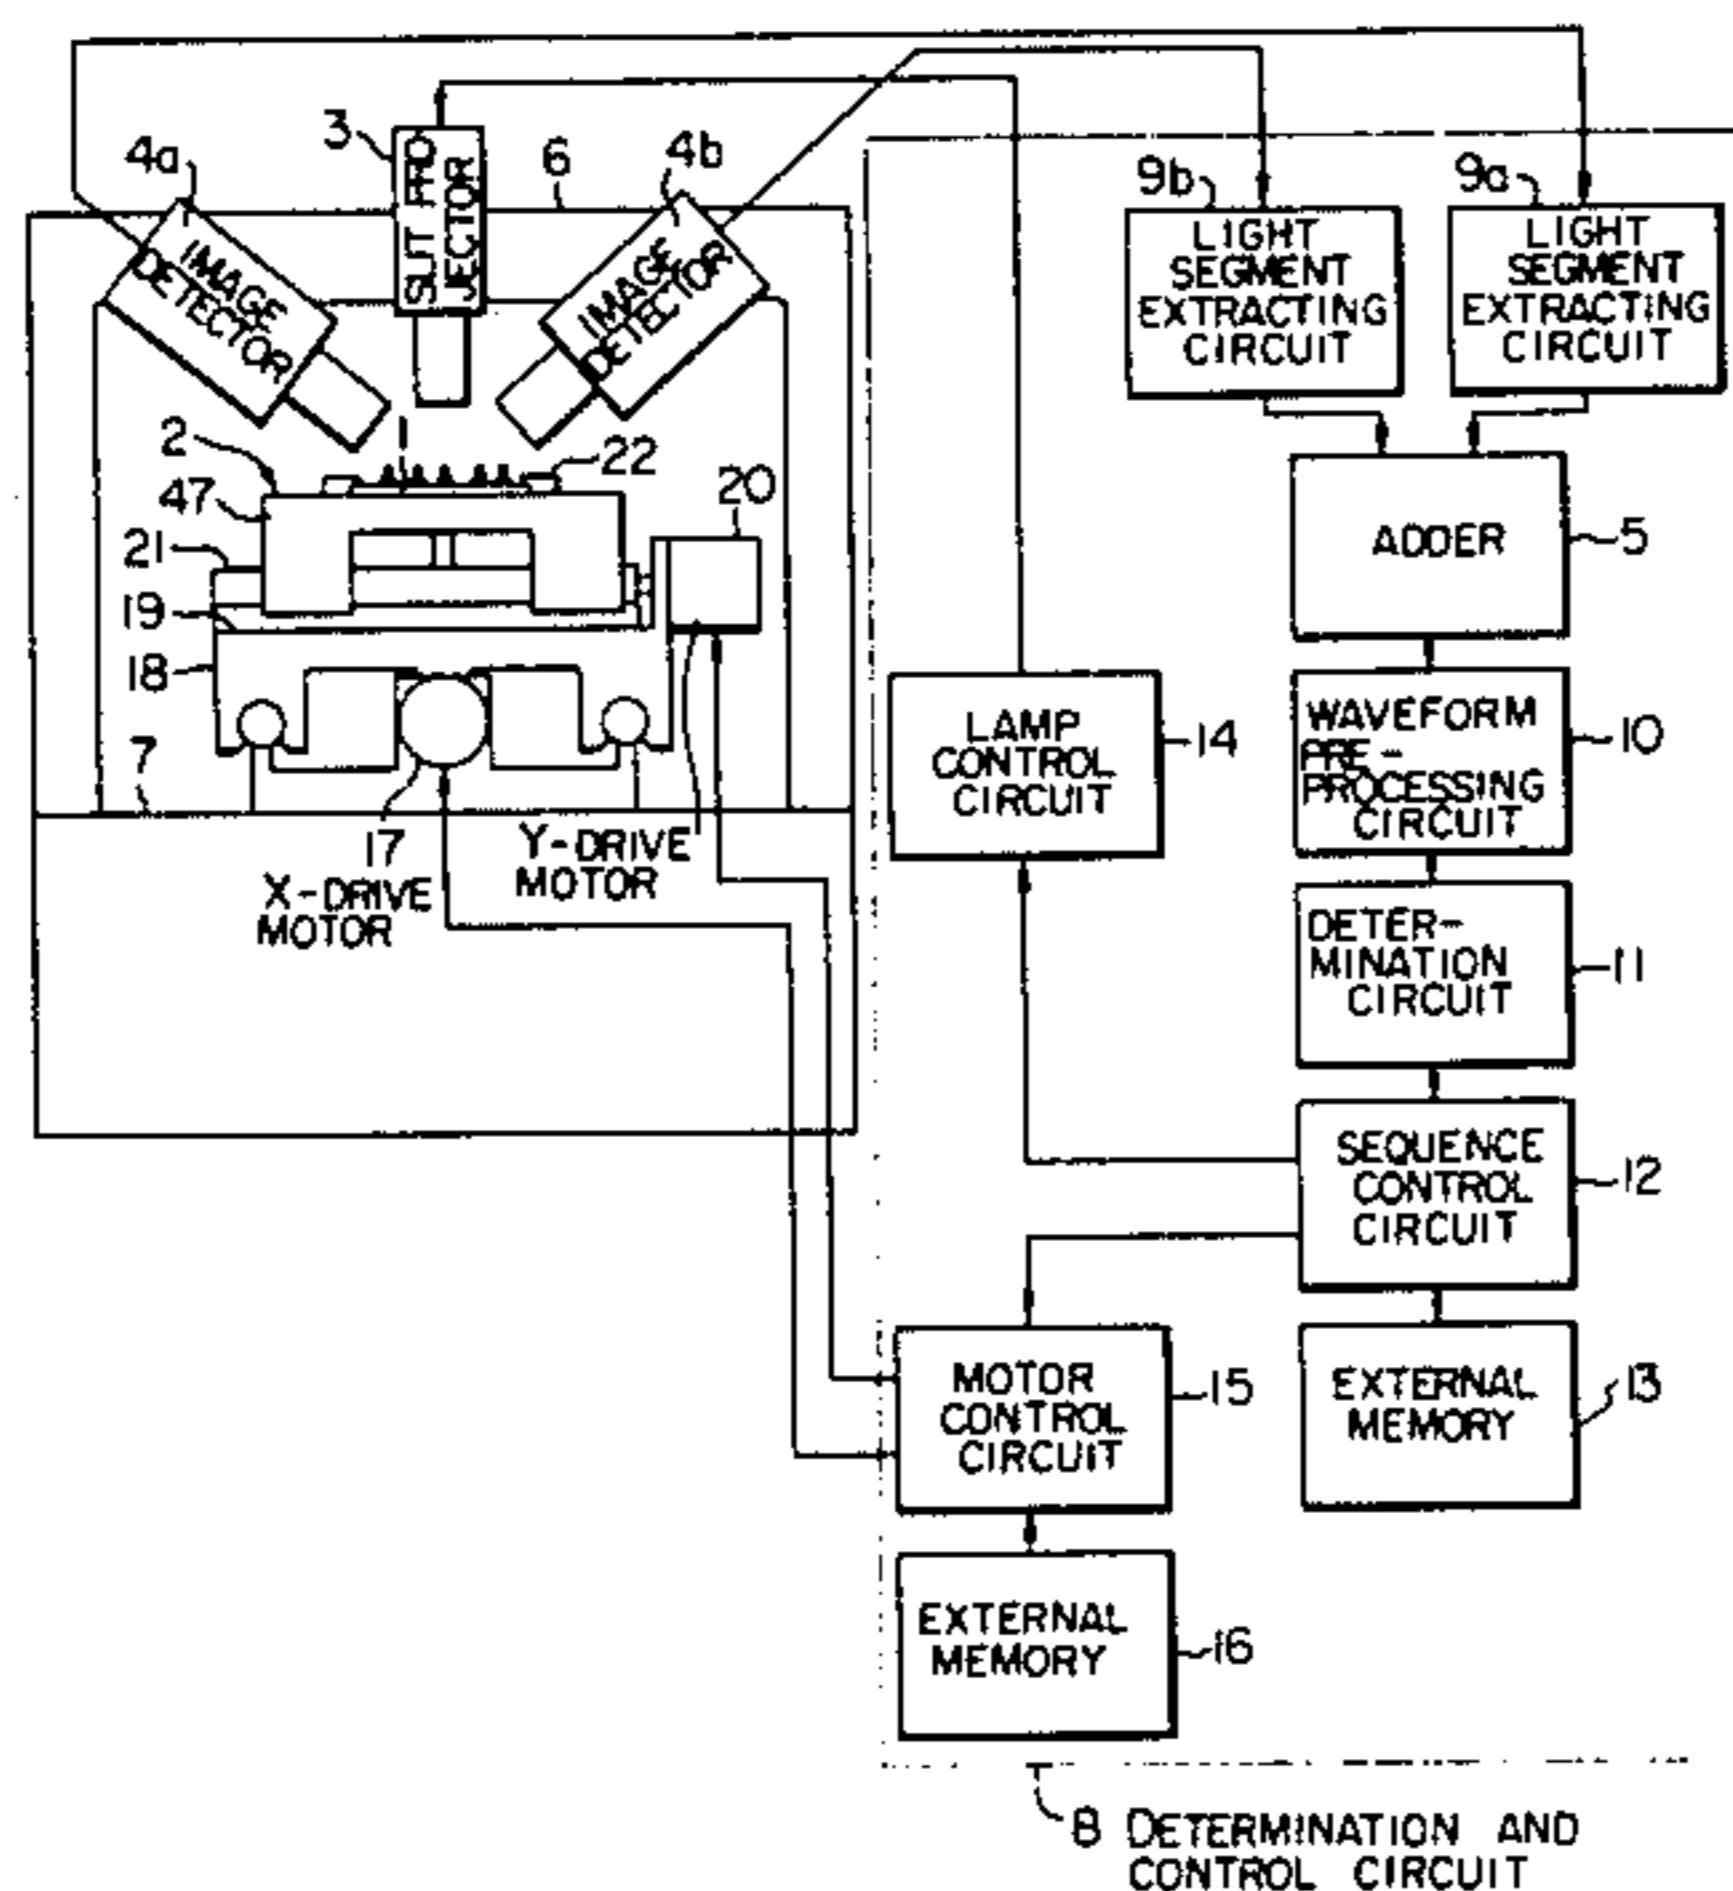 3
4a
6
4b
SLIT PRO
JECTOR
IMAGE
DETECTOR
IMAGE
DETECTOR
9b
9a
LIGHT
SEGMENT
EXTRACTING
CIRCUIT
LIGHT
SEGMENT
EXTRACTING
CIRCUIT
2
1
22
47
20
21
19
18
ADDER
5
7
17
X-DRIVE
MOTOR
Y-DRIVE
MOTOR
LAMP
CONTROL
CIRCUIT
14
WAVEFORM
PRE-
PROCESSING
CIRCUIT
10
DETER-
MINATION
CIRCUIT
11
SEQUENCE
CONTROL
CIRCUIT
12
MOTOR
CONTROL
CIRCUIT
15
EXTERNAL
MEMORY
13
EXTERNAL
MEMORY
16
8 DETERMINATION AND
CONTROL CIRCUIT